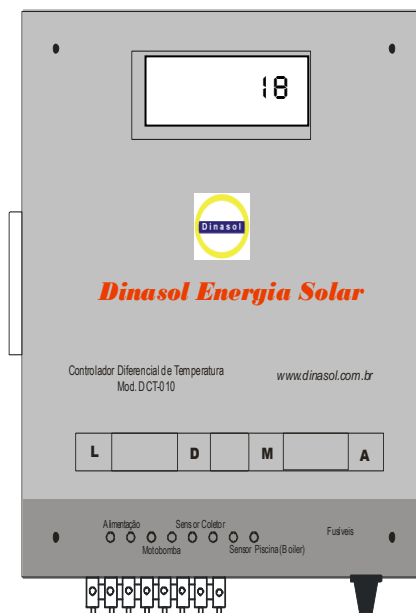 18
Dinasol
Dinasol Energia Solar
Controlador Diferencial de Temperatura
Mod. DCT-010
www.dinasol.com.br
L D M A
Alimentação Sensor Coletor Fusíveis
Motobomba Sensor Piscina (Boiler)